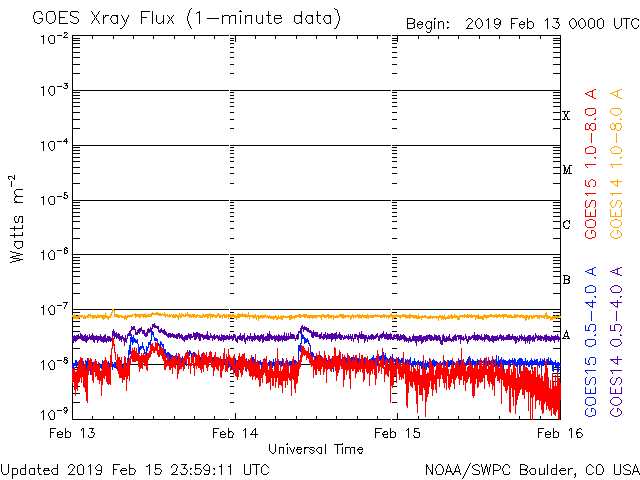 GOES Xray Flux (1-minute data)
Begin: 2019 Feb 13 0000 UTC
10⁻²
10⁻³
10⁻⁴
10⁻⁵
10⁻⁶
10⁻⁷
10⁻⁸
10⁻⁹
Watts m⁻²
X
M
C
B
A
GOES15 1.0-8.0 A
GOES14 1.0-8.0 A
GOES15 0.5-4.0 A
GOES14 0.5-4.0 A
Feb 13
Feb 14
Feb 15
Feb 16
Universal Time
Updated 2019 Feb 15 23:59:11 UTC
NOAA/SWPC Boulder, CO USA